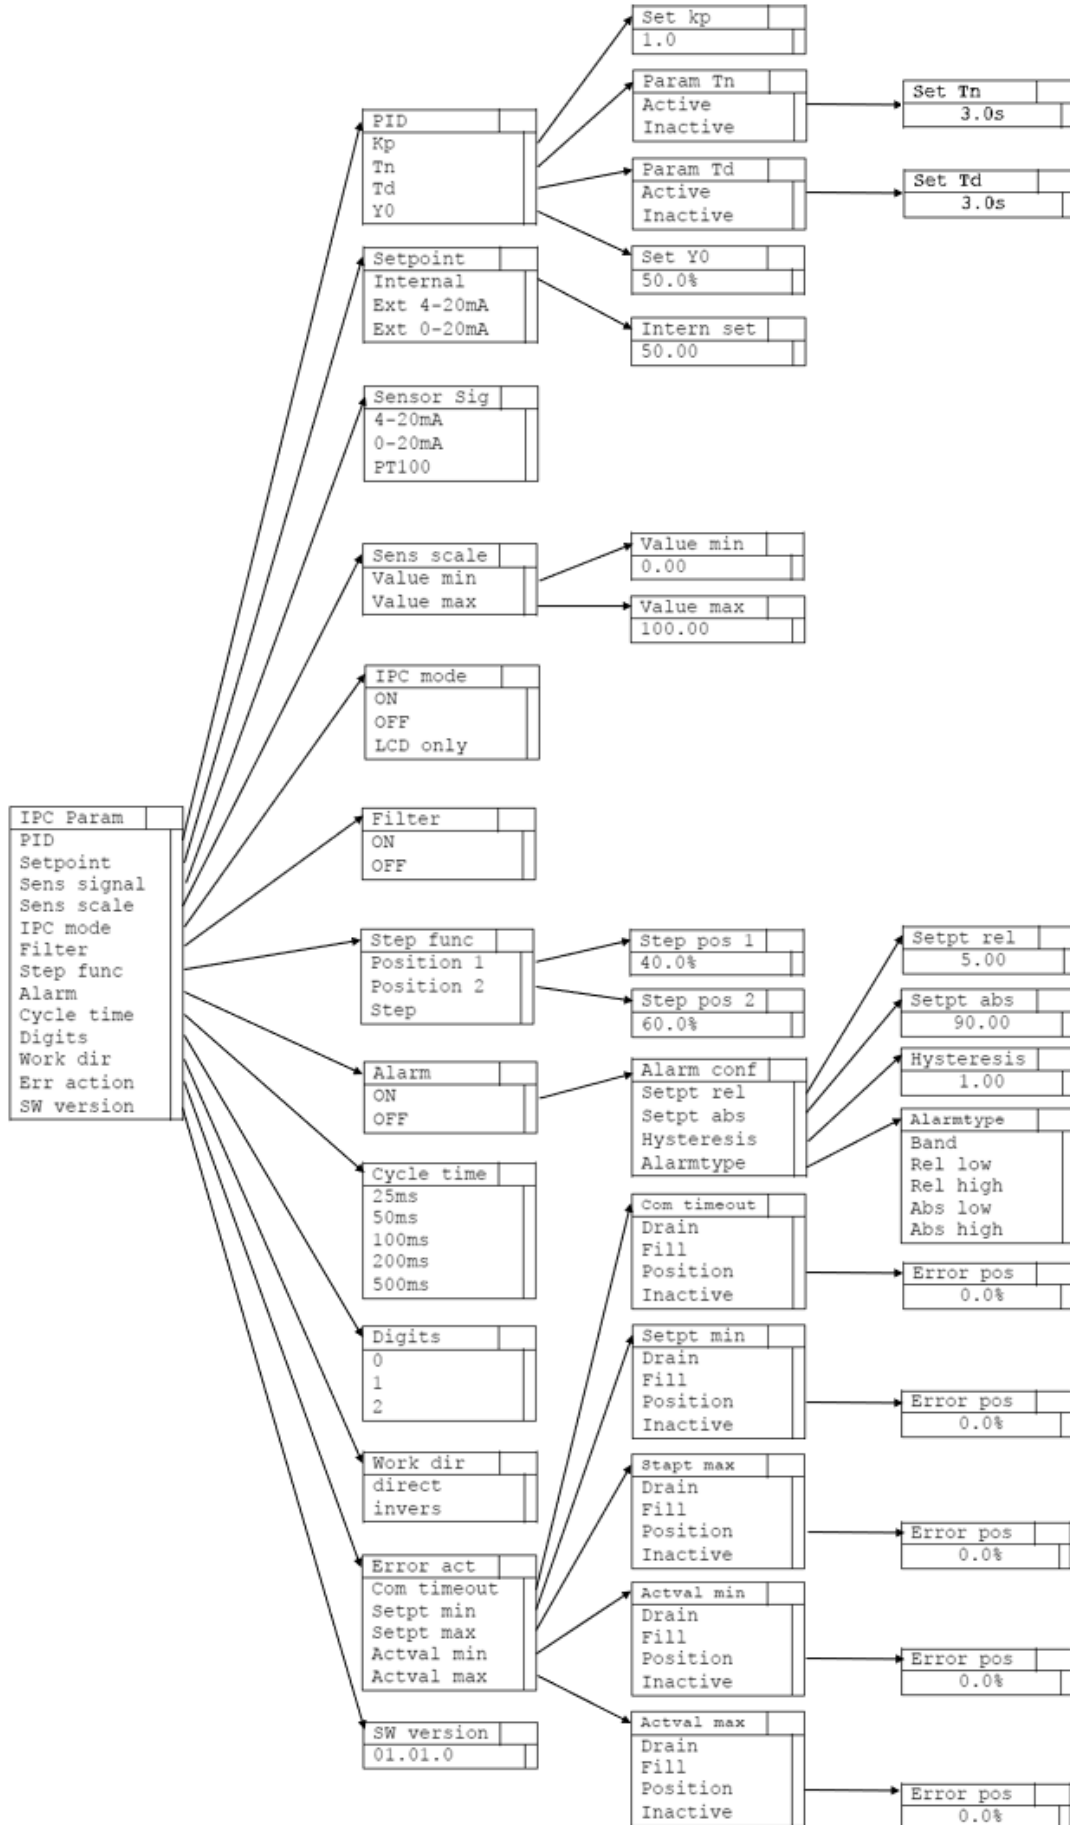 Set kp
1.0
Param Tn
Active
Inactive
Set Tn
3.0s
PID
Kp
Tn
Td
Y0
Param Td
Active
Inactive
Set Td
3.0s
Set Y0
50.0%
Setpoint
Internal
Ext 4-20mA
Ext 0-20mA
Intern set
50.00
Sensor Sig
4-20mA
0-20mA
PT100
Sens scale
Value min
Value max
Value min
0.00
Value max
100.00
IPC mode
ON
OFF
LCD only
IPC Param
PID
Setpoint
Sens signal
Sens scale
IPC mode
Filter
Step func
Alarm
Cycle time
Digits
Work dir
Err action
SW version
Filter
ON
OFF
Step func
Position 1
Position 2
Step
Step pos 1
40.0%
Step pos 2
60.0%
Setpt rel
5.00
Setpt abs
90.00
Hysteresis
1.00
Alarm
ON
OFF
Alarm conf
Setpt rel
Setpt abs
Hysteresis
Alarmtype
Alarmtype
Band
Rel low
Rel high
Abs low
Abs high
Cycle time
25ms
50ms
100ms
200ms
500ms
Com timeout
Drain
Fill
Position
Inactive
Error pos
0.0%
Digits
0
1
2
Setpt min
Drain
Fill
Position
Inactive
Error pos
0.0%
Work dir
direct
invers
Stapt max
Drain
Fill
Position
Inactive
Error pos
0.0%
Error act
Com timeout
Setpt min
Setpt max
Actval min
Actval max
Actval min
Drain
Fill
Position
Inactive
Error pos
0.0%
SW version
01.01.0
Actval max
Drain
Fill
Position
Inactive
Error pos
0.0%